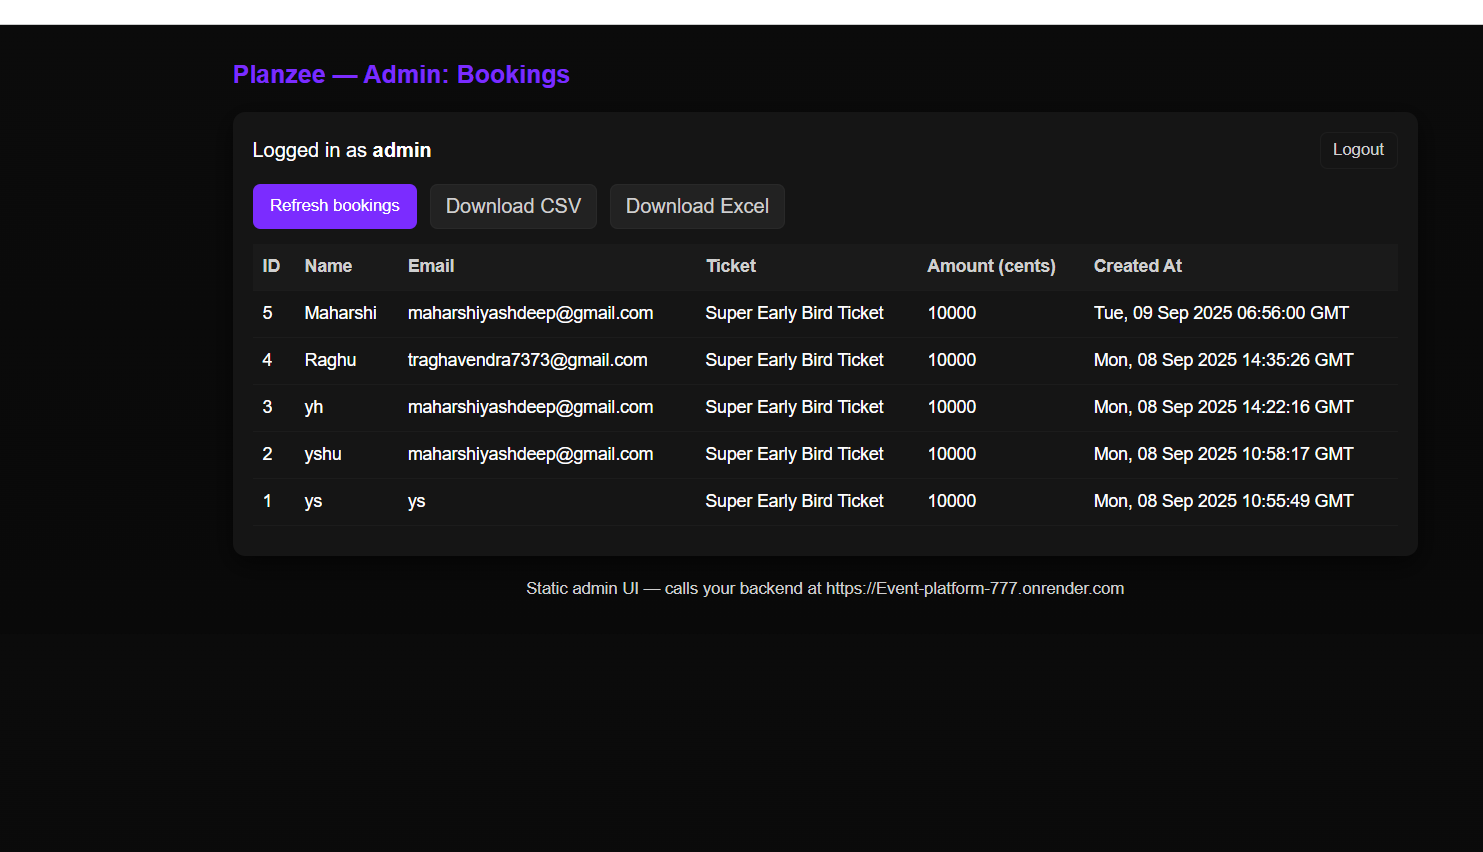 Planzee — Admin: Bookings
Logged in as admin
Logout
Refresh bookings Download CSV Download Excel
ID Name Email Ticket Amount (cents) Created At
5 Maharshi maharshiyashdeep@gmail.com Super Early Bird Ticket 10000 Tue, 09 Sep 2025 06:56:00 GMT
4 Raghu traghavendra7373@gmail.com Super Early Bird Ticket 10000 Mon, 08 Sep 2025 14:35:26 GMT
3 yh maharshiyashdeep@gmail.com Super Early Bird Ticket 10000 Mon, 08 Sep 2025 14:22:16 GMT
2 yshu maharshiyashdeep@gmail.com Super Early Bird Ticket 10000 Mon, 08 Sep 2025 10:58:17 GMT
1 ys ys Super Early Bird Ticket 10000 Mon, 08 Sep 2025 10:55:49 GMT
Static admin UI — calls your backend at https://Event-platform-777.onrender.com